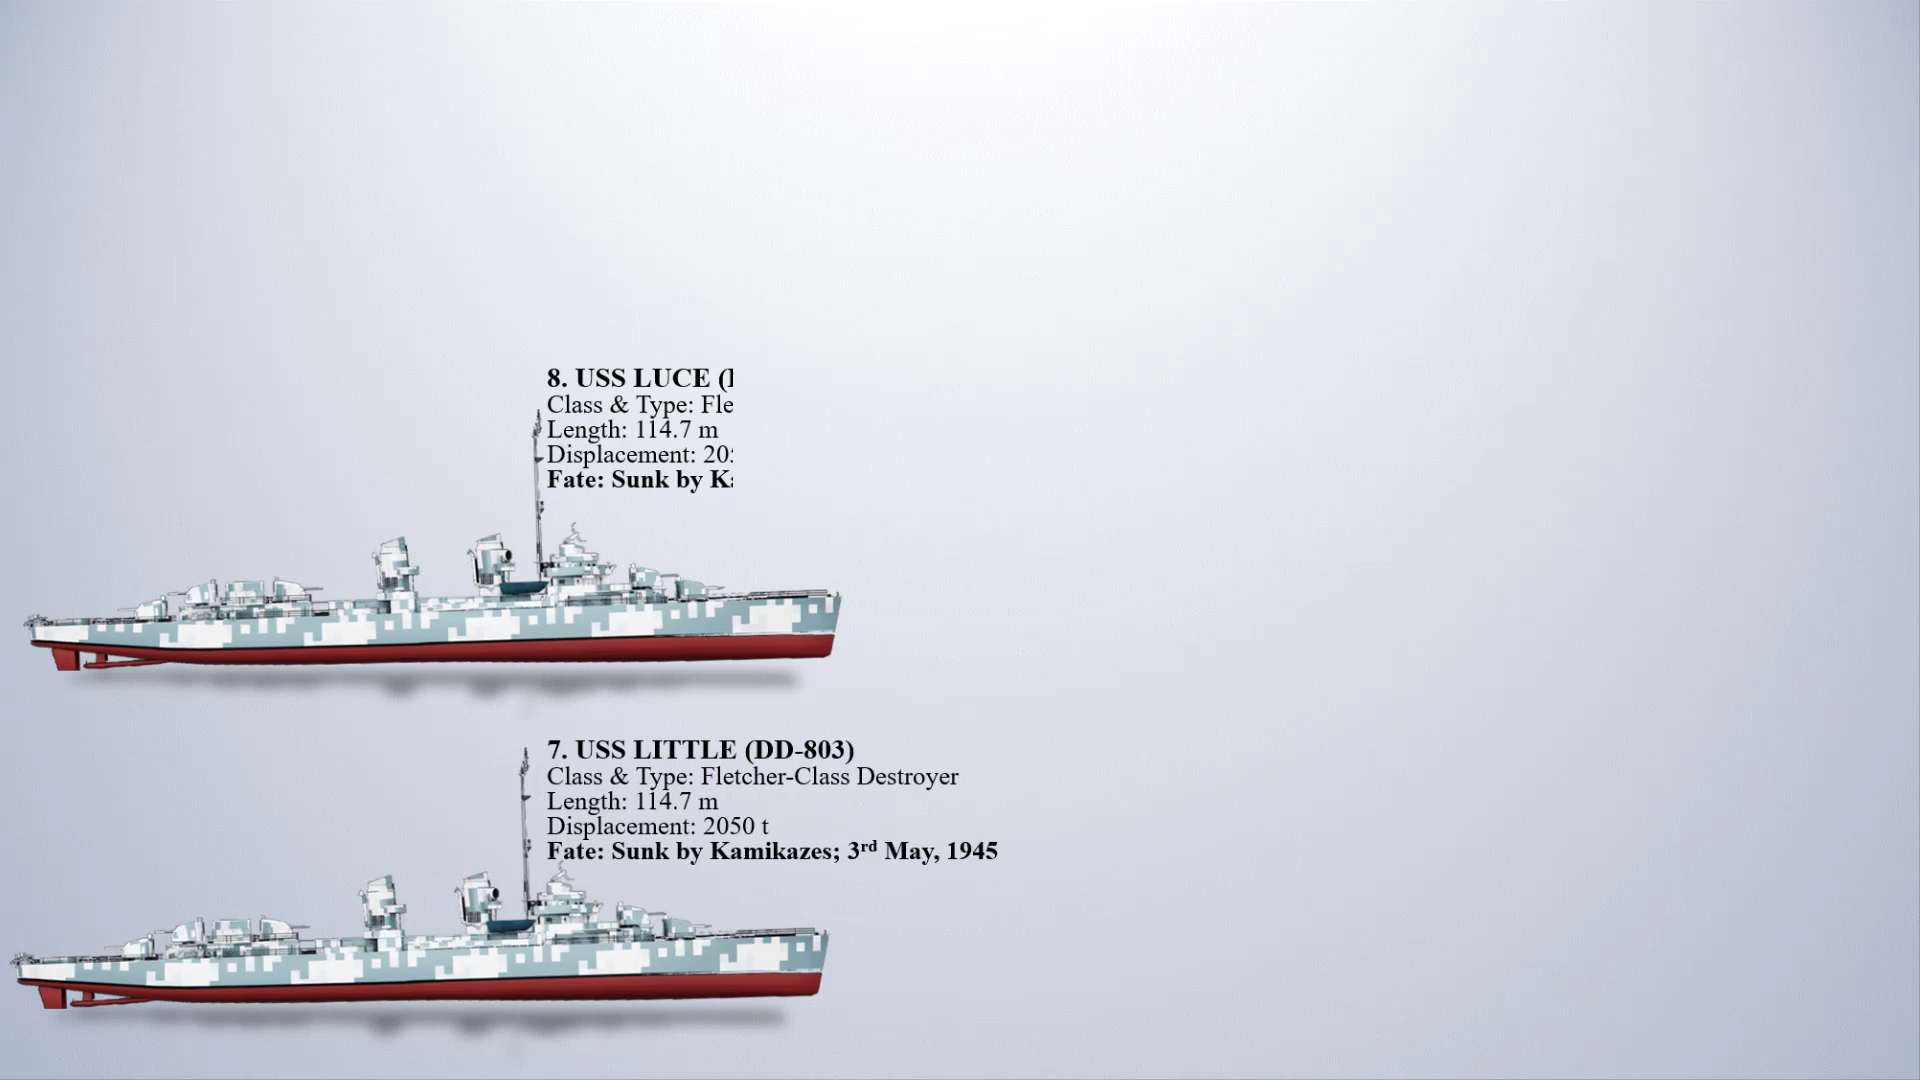 8. USS LUCE (
Class & Type: Fle
Length: 114.7 m
Displacement: 20
Fate: Sunk by K
7. USS LITTLE (DD-803)
Class & Type: Fletcher-Class Destroyer
Length: 114.7 m
Displacement: 2050 t
Fate: Sunk by Kamikazes; 3rd May, 1945